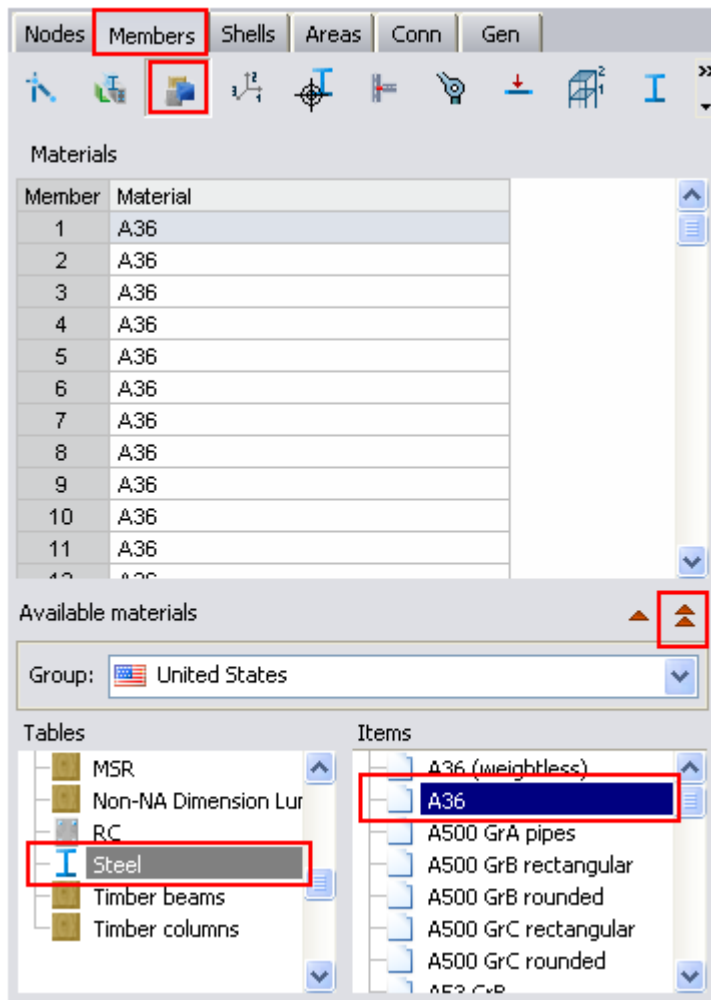 Nodes Members Shells Areas Conn Gen
Materials
Member Material
1 A36
2 A36
3 A36
4 A36
5 A36
6 A36
7 A36
8 A36
9 A36
10 A36
11 A36
Available materials
Group: United States
Tables Items
MSR A36 (weightless)
Non-NA Dimension Lur A36
RC A500 GrA pipes
Steel A500 GrB rectangular
Timber beams A500 GrB rounded
Timber columns A500 GrC rectangular
A500 GrC rounded